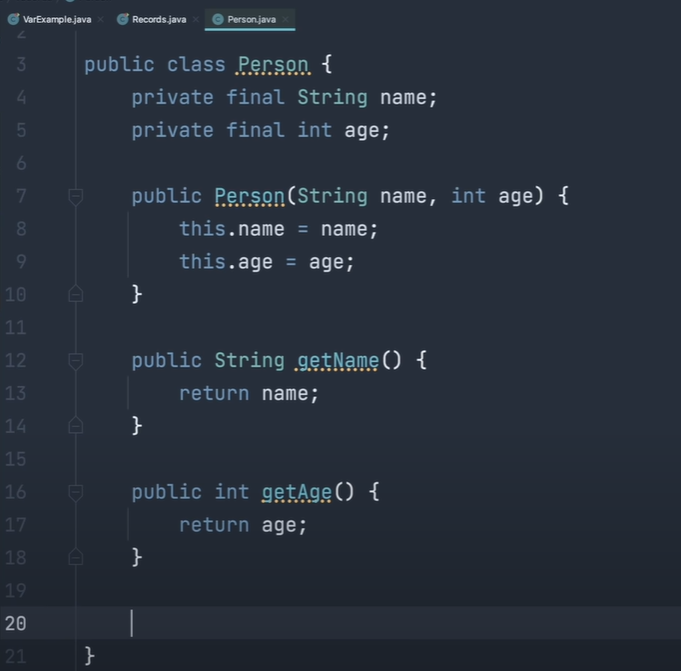 VarExample.java × Records.java × Person.java ×
2
3 public class Person {
4 private final String name;
5 private final int age;
6
7 public Person(String name, int age) {
8 this.name = name;
9 this.age = age;
10 }
11
12 public String getName() {
13 return name;
14 }
15
16 public int getAge() {
17 return age;
18 }
19
20
21 }